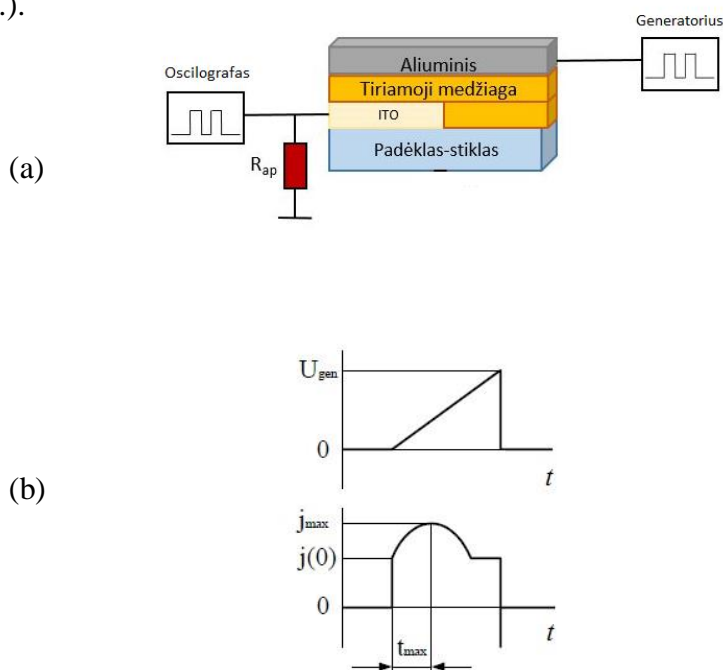 .).
Generatorius
Oscilografas
Aliuminis
Tiriamoji medžiaga
ITO
Padėklas-stiklas
(a)
Rap
Ugen
0
t
(b)
jmax
j(0)
0
t
tmax